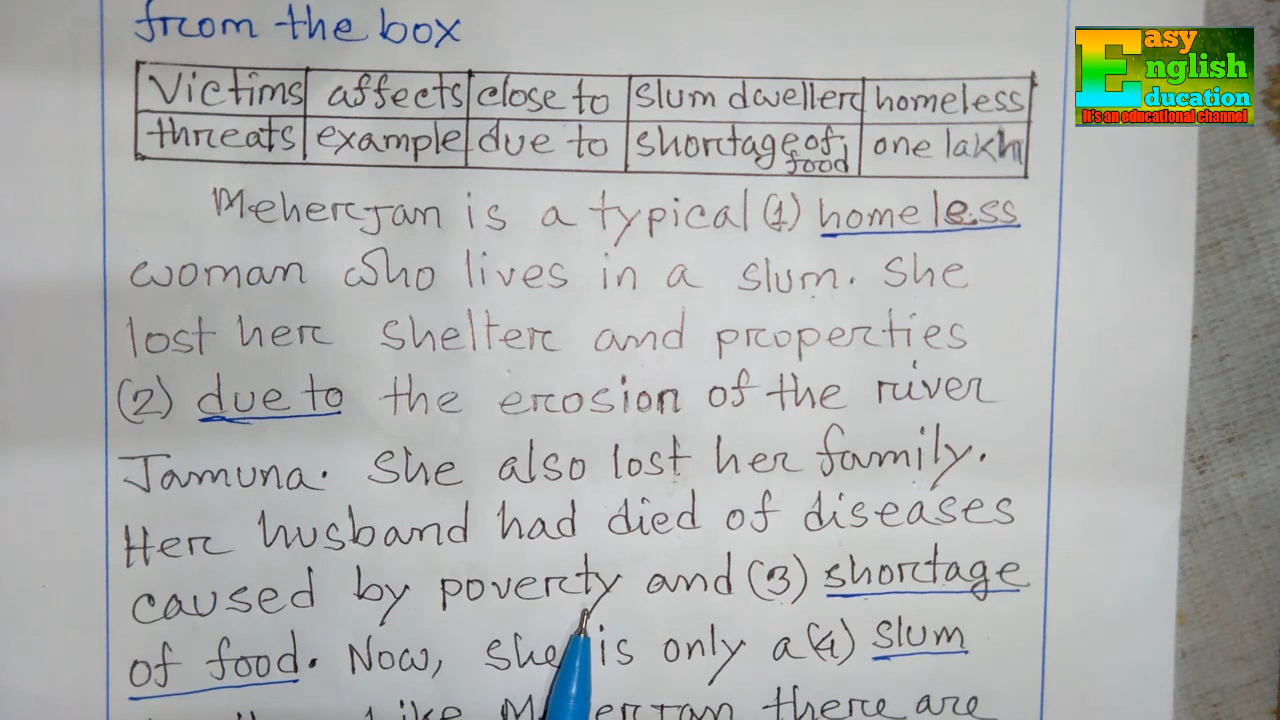 from the box
Victims affects close to slum dweller homeless
threats example due to shortage of food one lakh
Meherjan is a typical (1) homeless
woman who lives in a slum. She
lost her shelter and properties
(2) due to the erosion of the river
Jamuna. She also lost her family.
Her husband had died of diseases
caused by poverty and (3) shortage
of food. Now, she is only a (4) slum
there are
Easy
English
Education
It's an educational channel